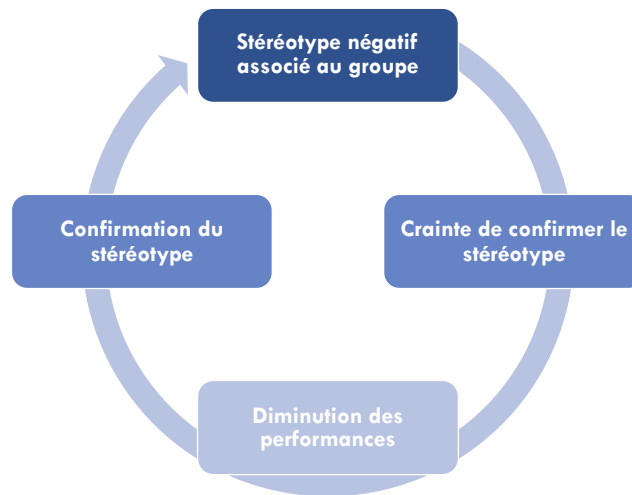 Stéréotype négatif
associé au groupe
Crainte de confirmer le
stéréotype
Diminution des
performances
Confirmation du
stéréotype